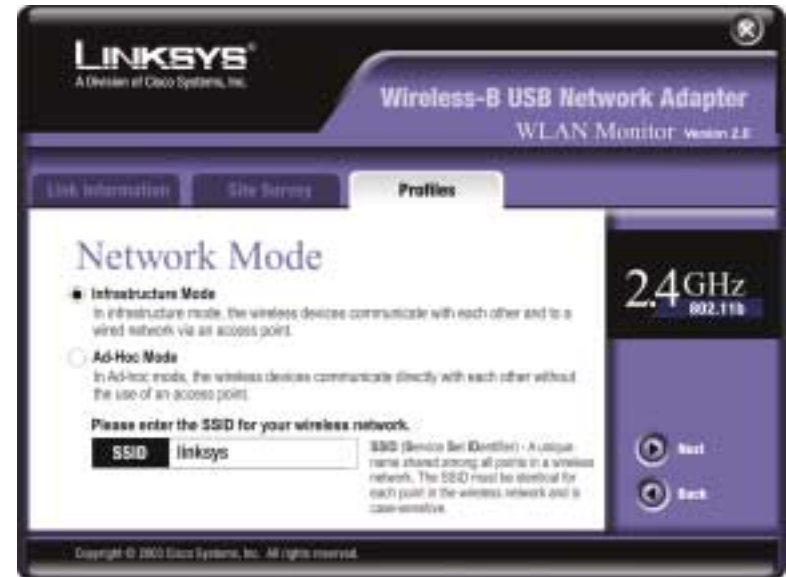 LINKSYS®
A Division of Cisco Systems, Inc.
Wireless-B USB Network Adapter
WLAN Monitor Version 2.0
Link Information
Site Survey
Profiles
Network Mode
Infrastructure Mode
In infrastructure mode, the wireless devices communicate with each other and to a
wired network via an access point.
Ad-Hoc Mode
In Ad-hoc mode, the wireless devices communicate directly with each other without
the use of an access point.
Please enter the SSID for your wireless network.
SSID
linksys
SSID (Service Set IDentifier) - A unique
name shared among all points in a wireless
network. The SSID must be identical for
each point in the wireless network and is
case-sensitive.
2.4GHz
802.11b
Next
Back
Copyright © 2003 Cisco Systems, Inc. All rights reserved.